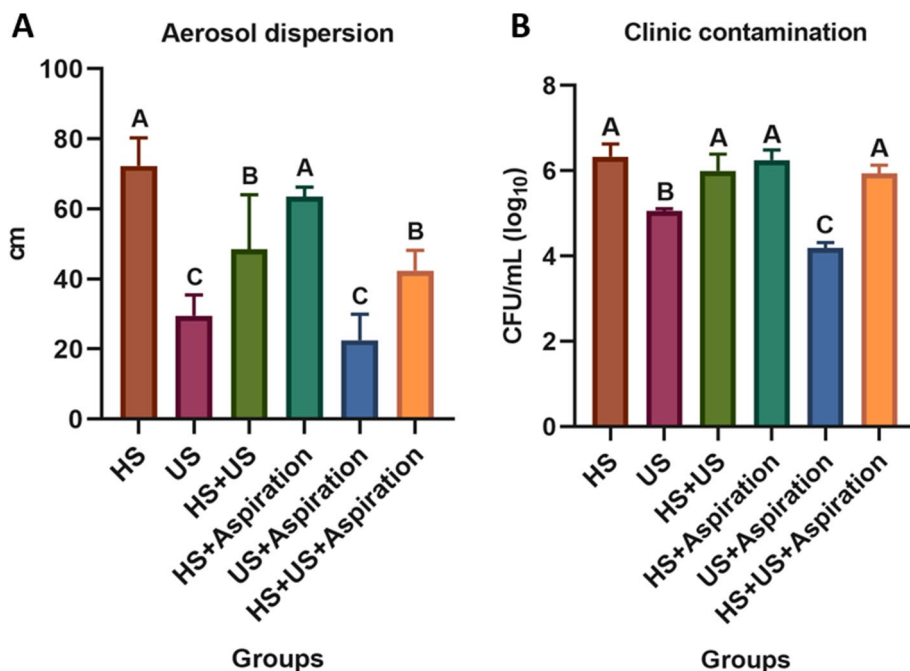 A
Aerosol dispersion
100
80
60
40
20
0
cm
A
C
B
A
C
B
HS
US
HS+US
HS+Aspiration
US+Aspiration
HS+US+Aspiration
Groups
B
Clinic contamination
8
6
4
2
0
CFU/mL (log₁₀)
A
B
A
A
C
A
HS
US
HS+US
HS+Aspiration
US+Aspiration
HS+US+Aspiration
Groups